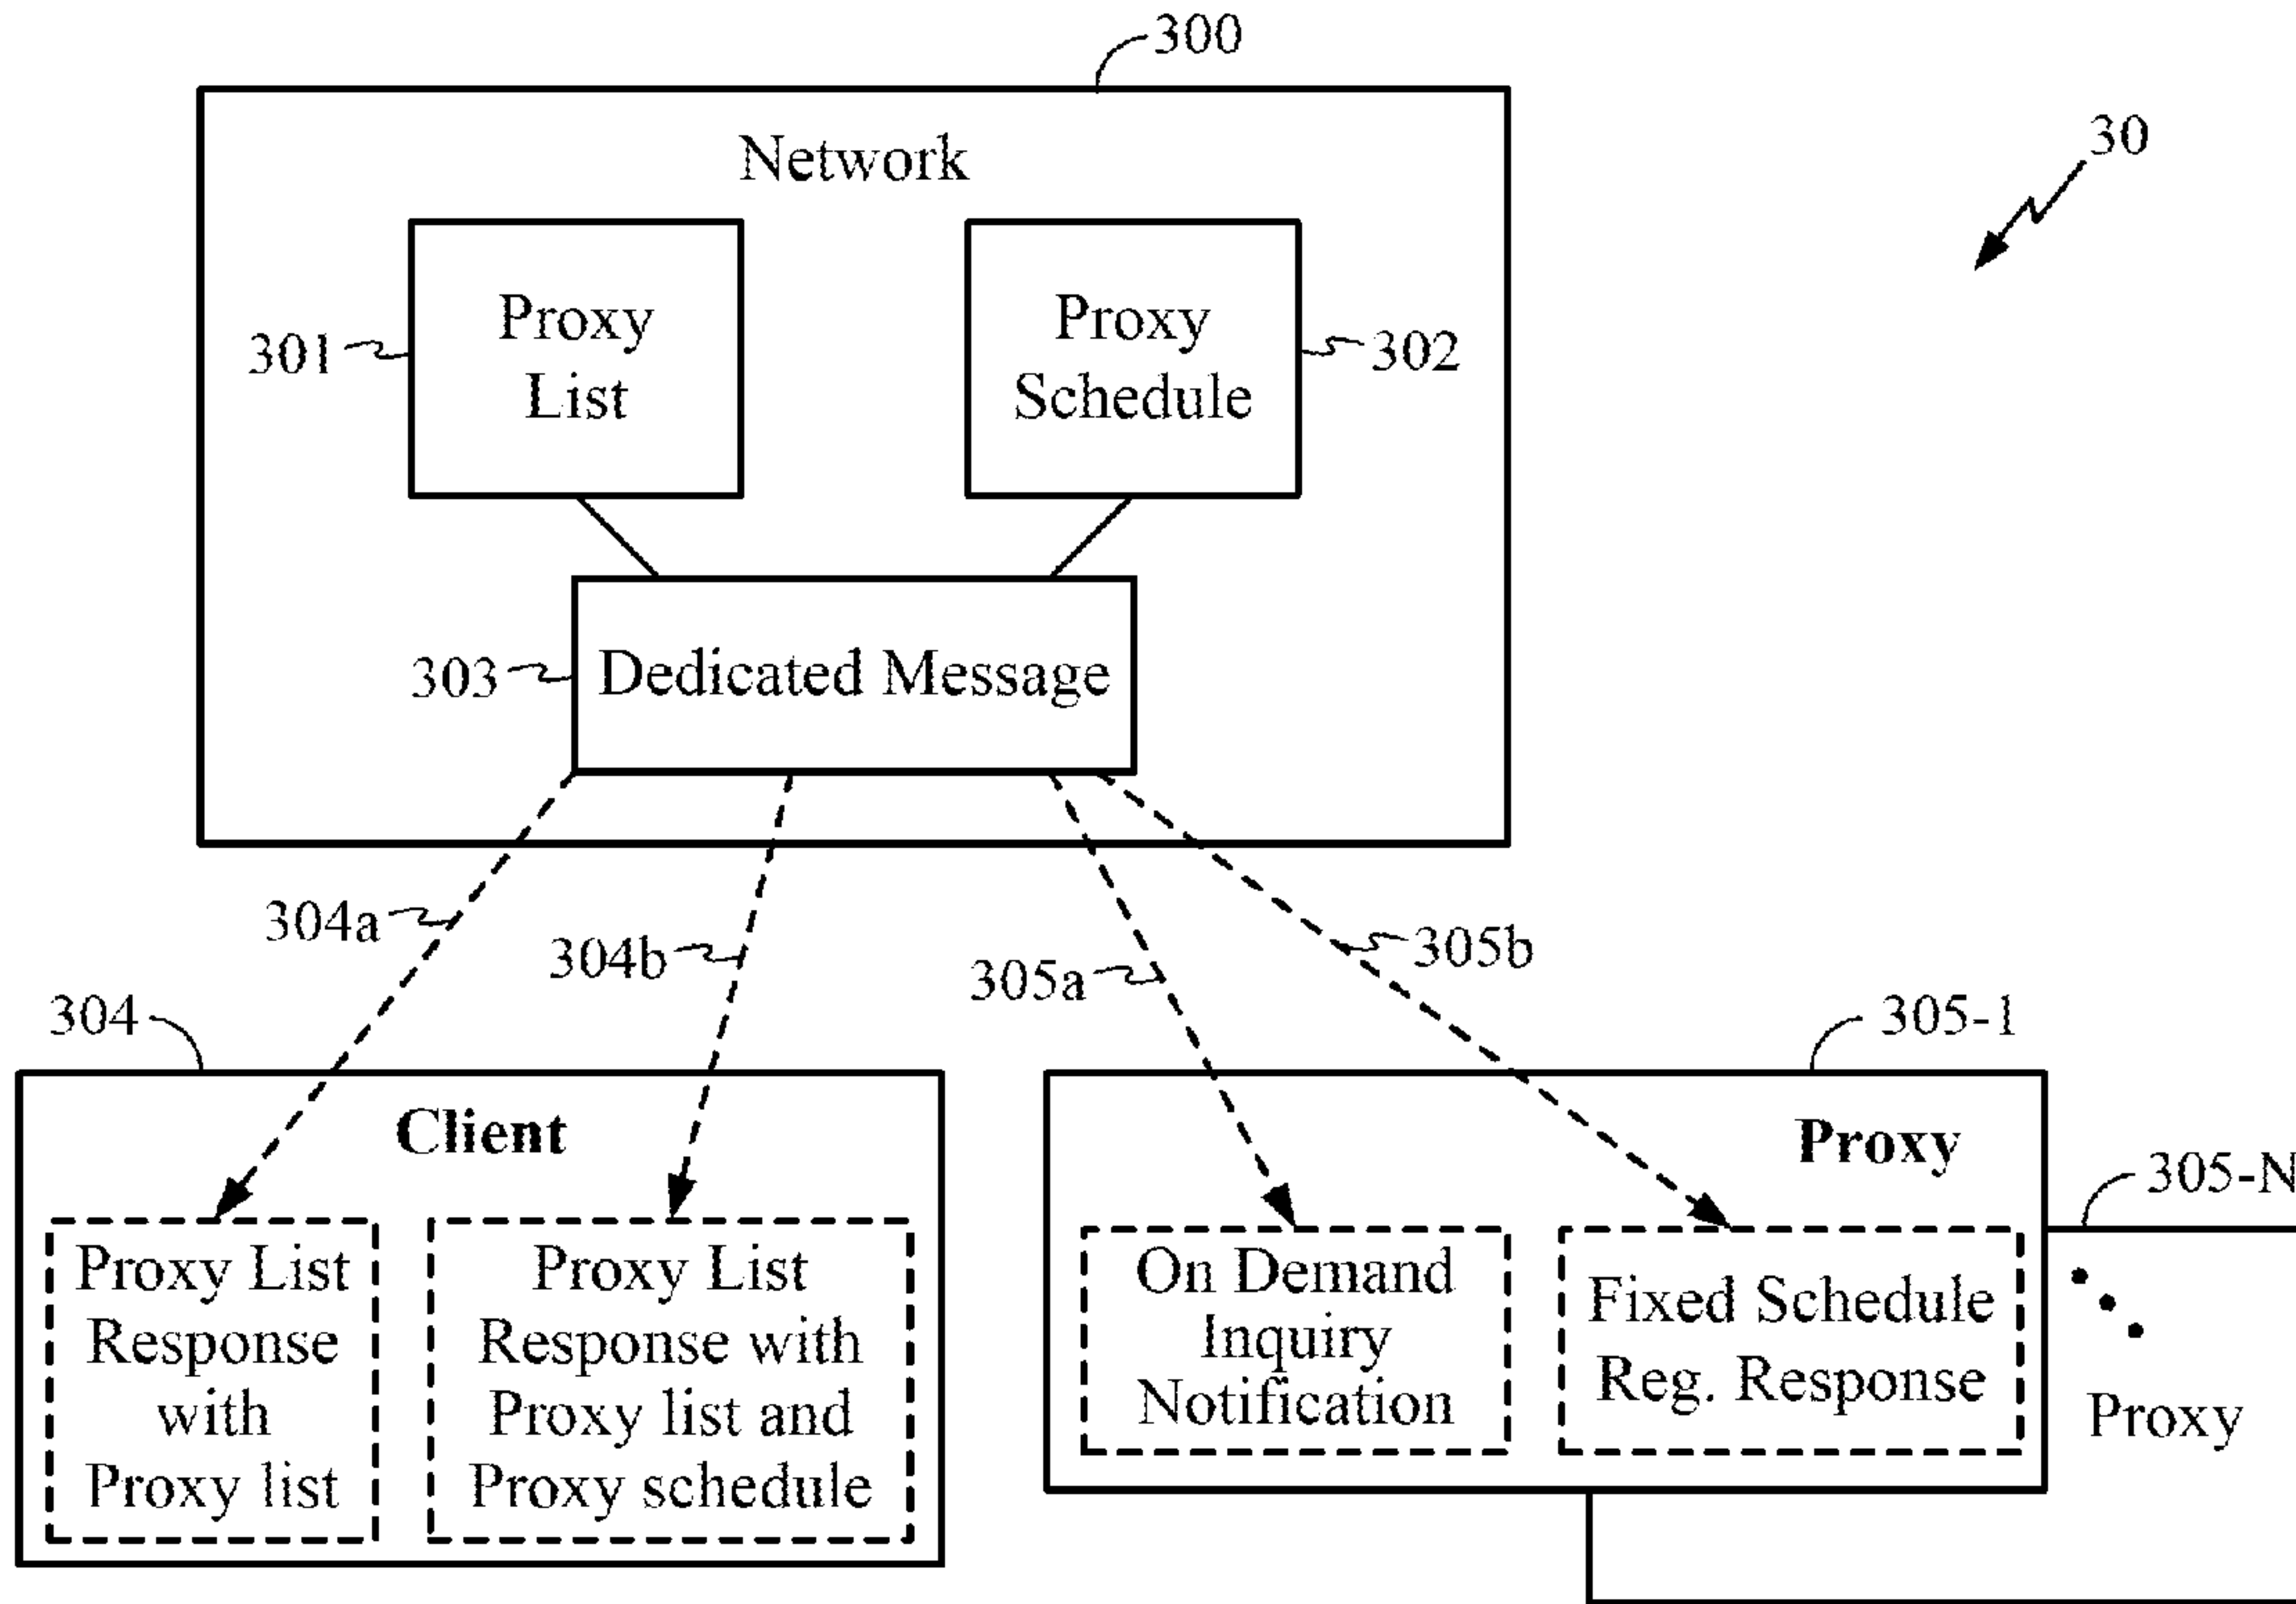 300
Network
30
Proxy
List
301
Proxy
Schedule
302
303
Dedicated Message
304a
304b
305a
305b
304
305-1
Client
Proxy
305-N
Proxy List
Response
with
Proxy list
Proxy List
Response with
Proxy list and
Proxy schedule
On Demand
Inquiry
Notification
Fixed Schedule
Reg. Response
Proxy